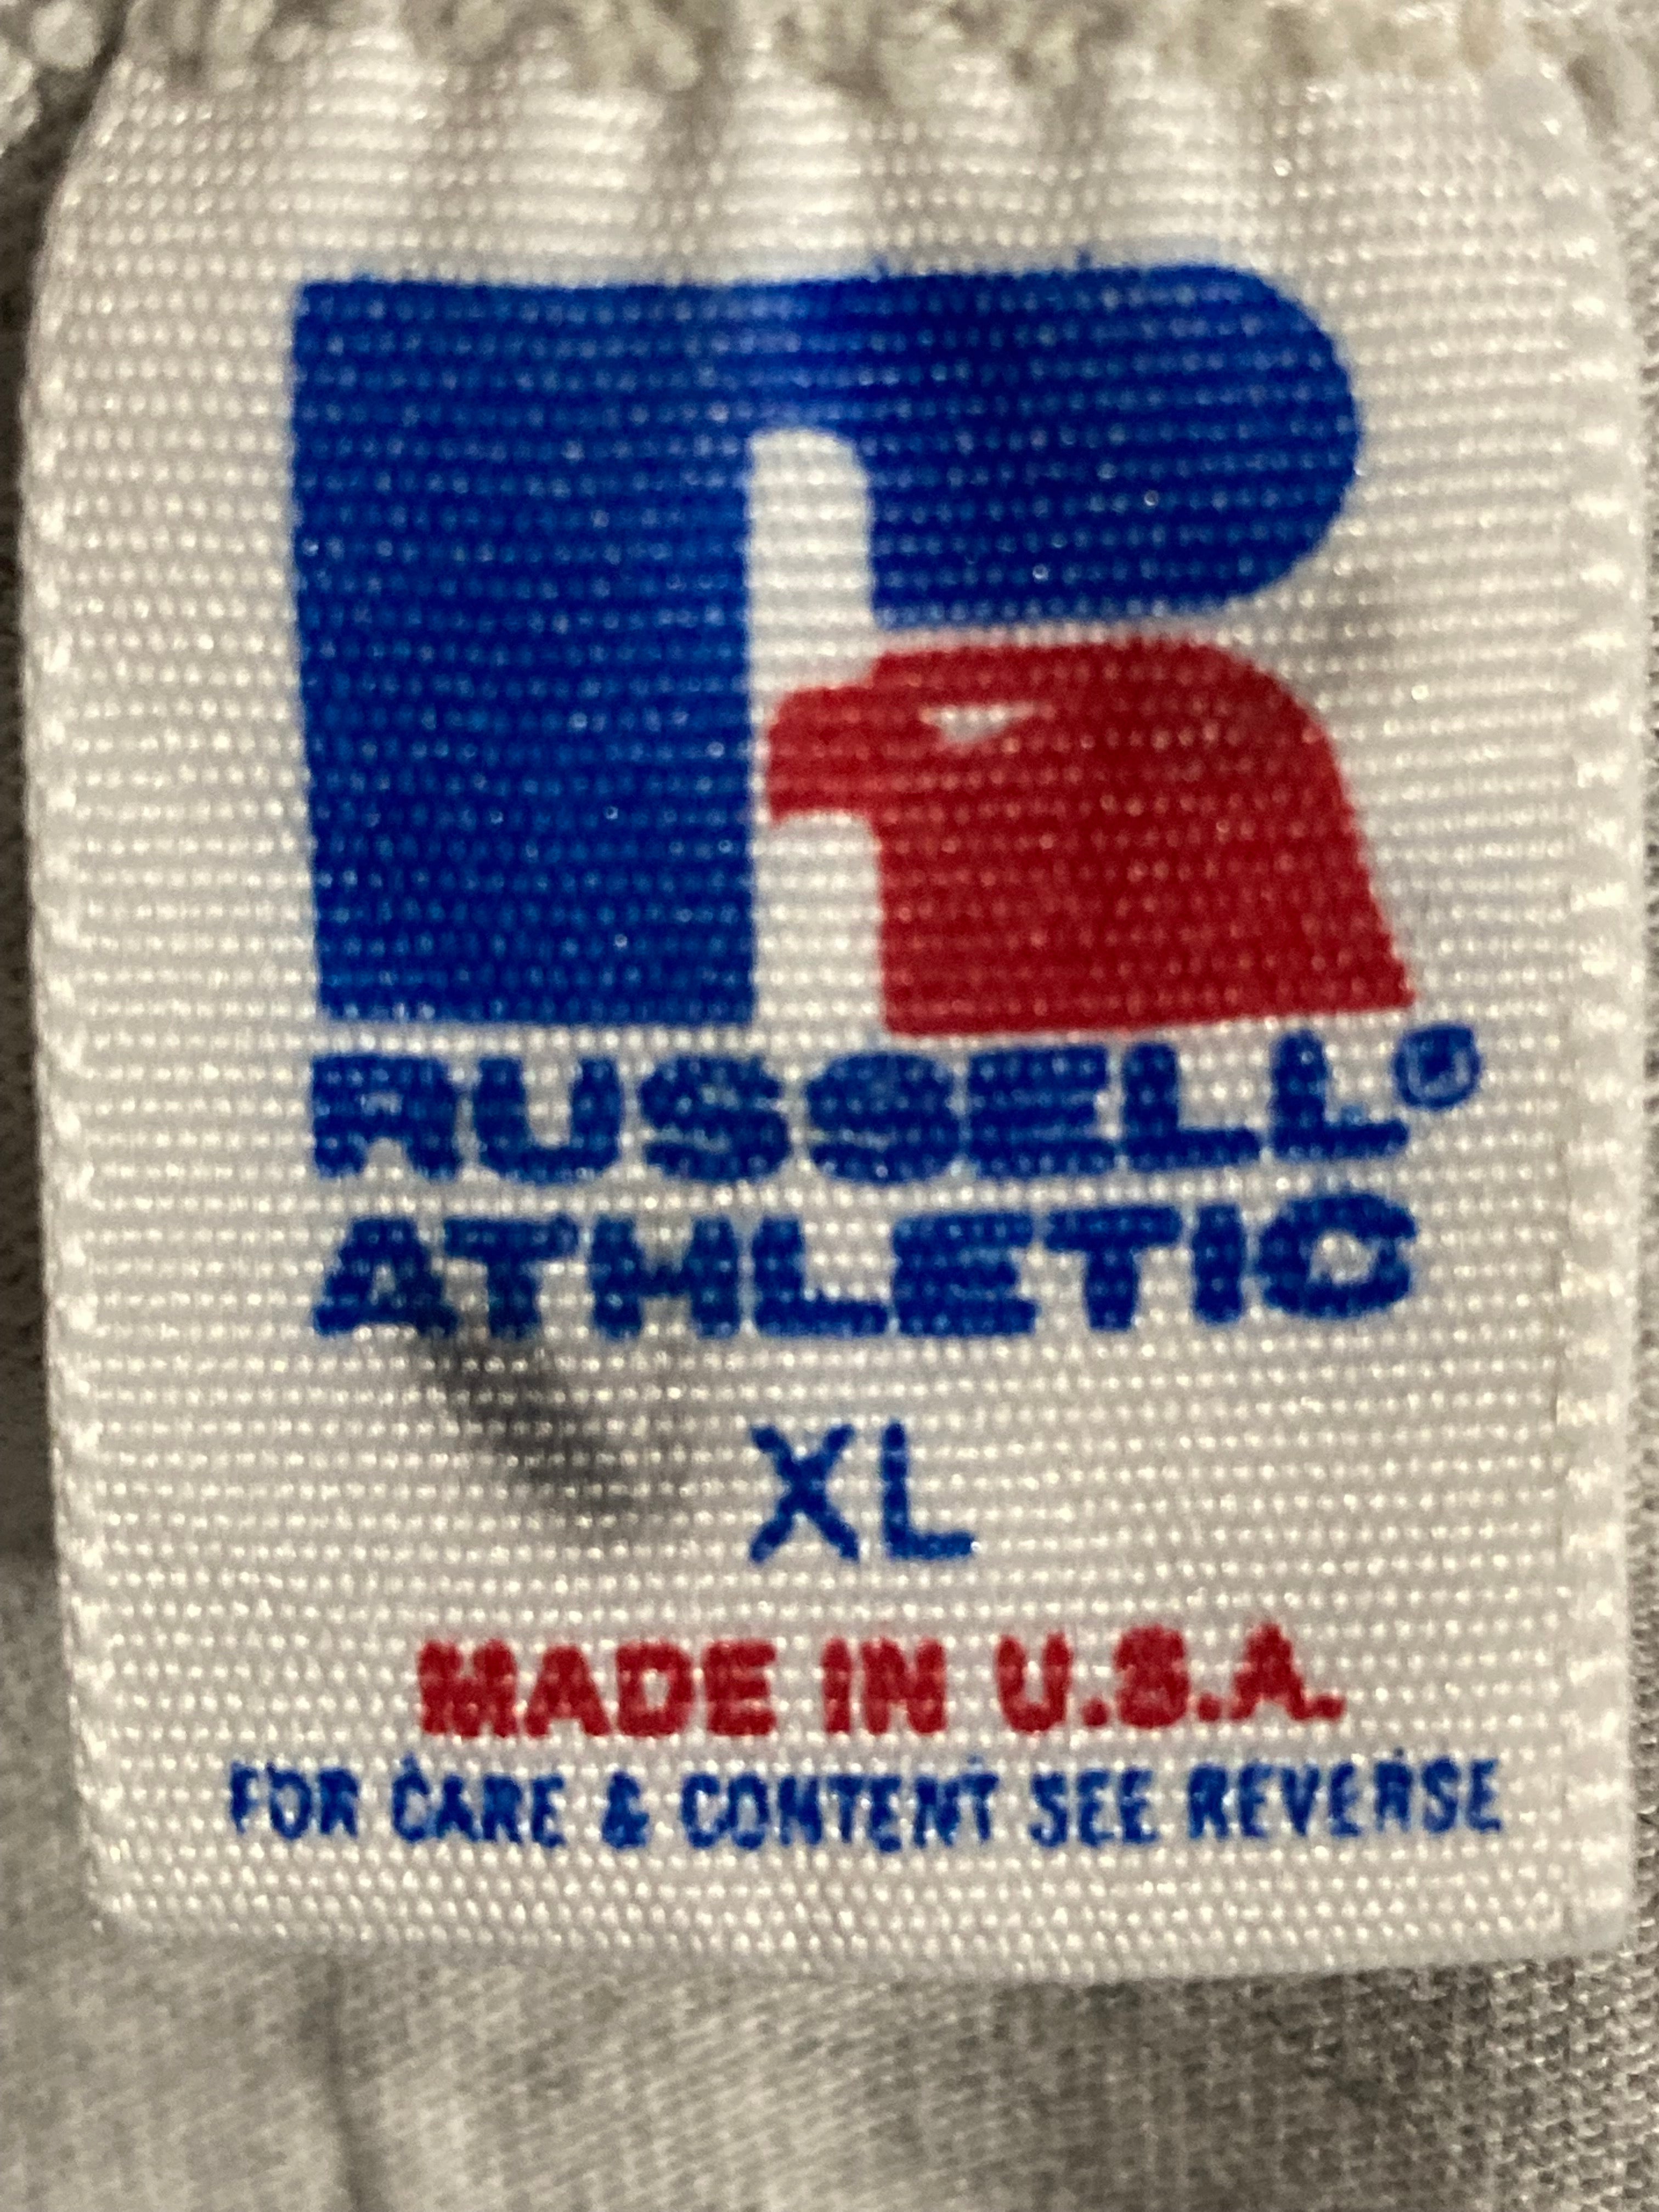 RUSSELL®
ATHLETIC
XL
MADE IN U.S.A.
FOR CARE & CONTENT SEE REVERSE